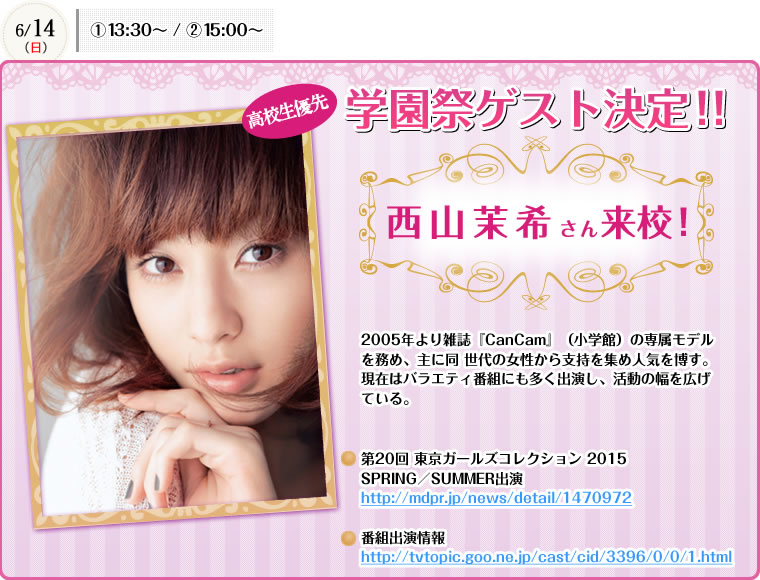 6/14
（日）
①13:30～ / ②15:00～
高校生優先
学園祭ゲスト決定!!
西山茉希さん来校!
2005年より雑誌『CanCam』（小学館）の専属モデル
を務め、主に同 世代の女性から支持を集め人気を博す。
現在はバラエティ番組にも多く出演し、活動の幅を広げ
ている。
第20回 東京ガールズコレクション 2015
SPRING／SUMMER出演
http://mdpr.jp/news/detail/1470972
番組出演情報
http://tvtopic.goo.ne.jp/cast/cid/3396/0/0/1.html